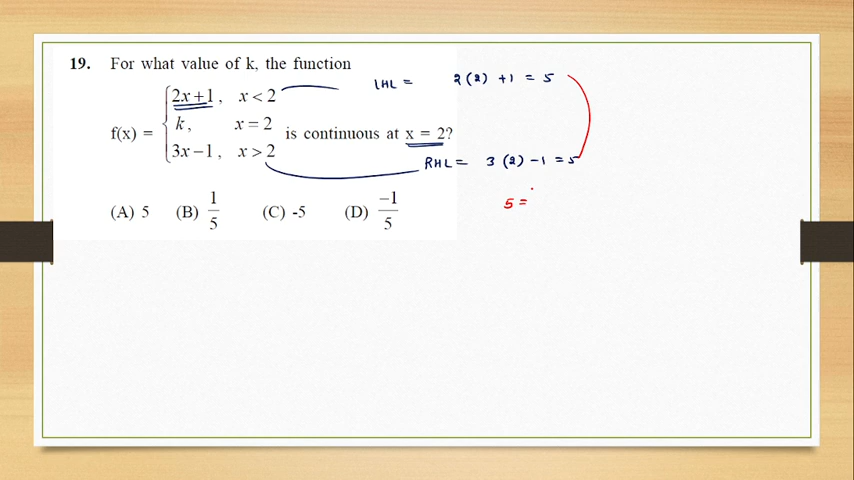 19. For what value of k, the function
f(x) = { 2x+1, x<2
k, x=2
3x−1, x>2
is continuous at x = 2?
(A) 5 (B) 1/5 (C) -5 (D) −1/5
LHL = 2(2) +1 = 5
RHL = 3(2) -1 = 5
5 =